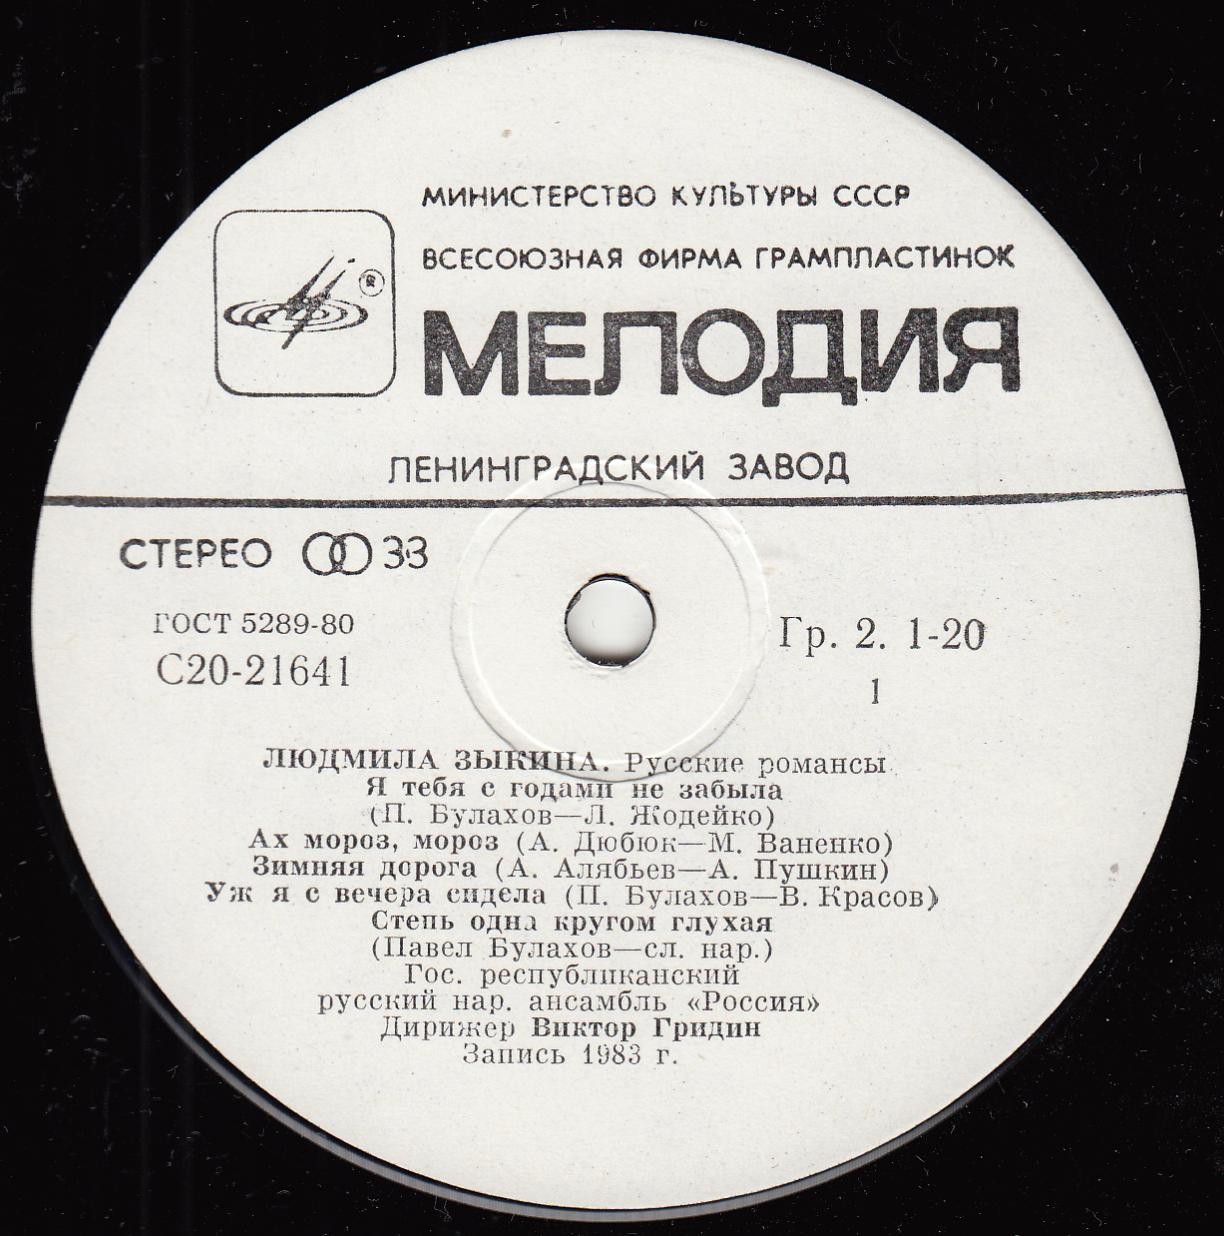 МИНИСТЕРСТВО КУЛЬТУРЫ СССР
ВСЕСОЮЗНАЯ ФИРМА ГРАМПЛАСТИНОК
®
МЕЛОДИЯ
ЛЕНИНГРАДСКИЙ ЗАВОД
СТЕРЕО 33
ГОСТ 5289-80
С20-21641
Гр. 2. 1-20
1
ЛЮДМИЛА ЗЫКИНА. Русские романсы
Я тебя с годами не забыла
(П. Булахов—Л. Жодейко)
Ах мороз, мороз (А. Дюбюк—М. Ваненко)
Зимняя дорога (А. Алябьев—А. Пушкин)
Уж я с вечера сидела (П. Булахов—В. Красов)
Степь одна кругом глухая
(Павел Булахов—сл. нар.)
Гос. республиканский
русский нар. ансамбль «Россия»
Дирижер Виктор Гридин
Запись 1983 г.